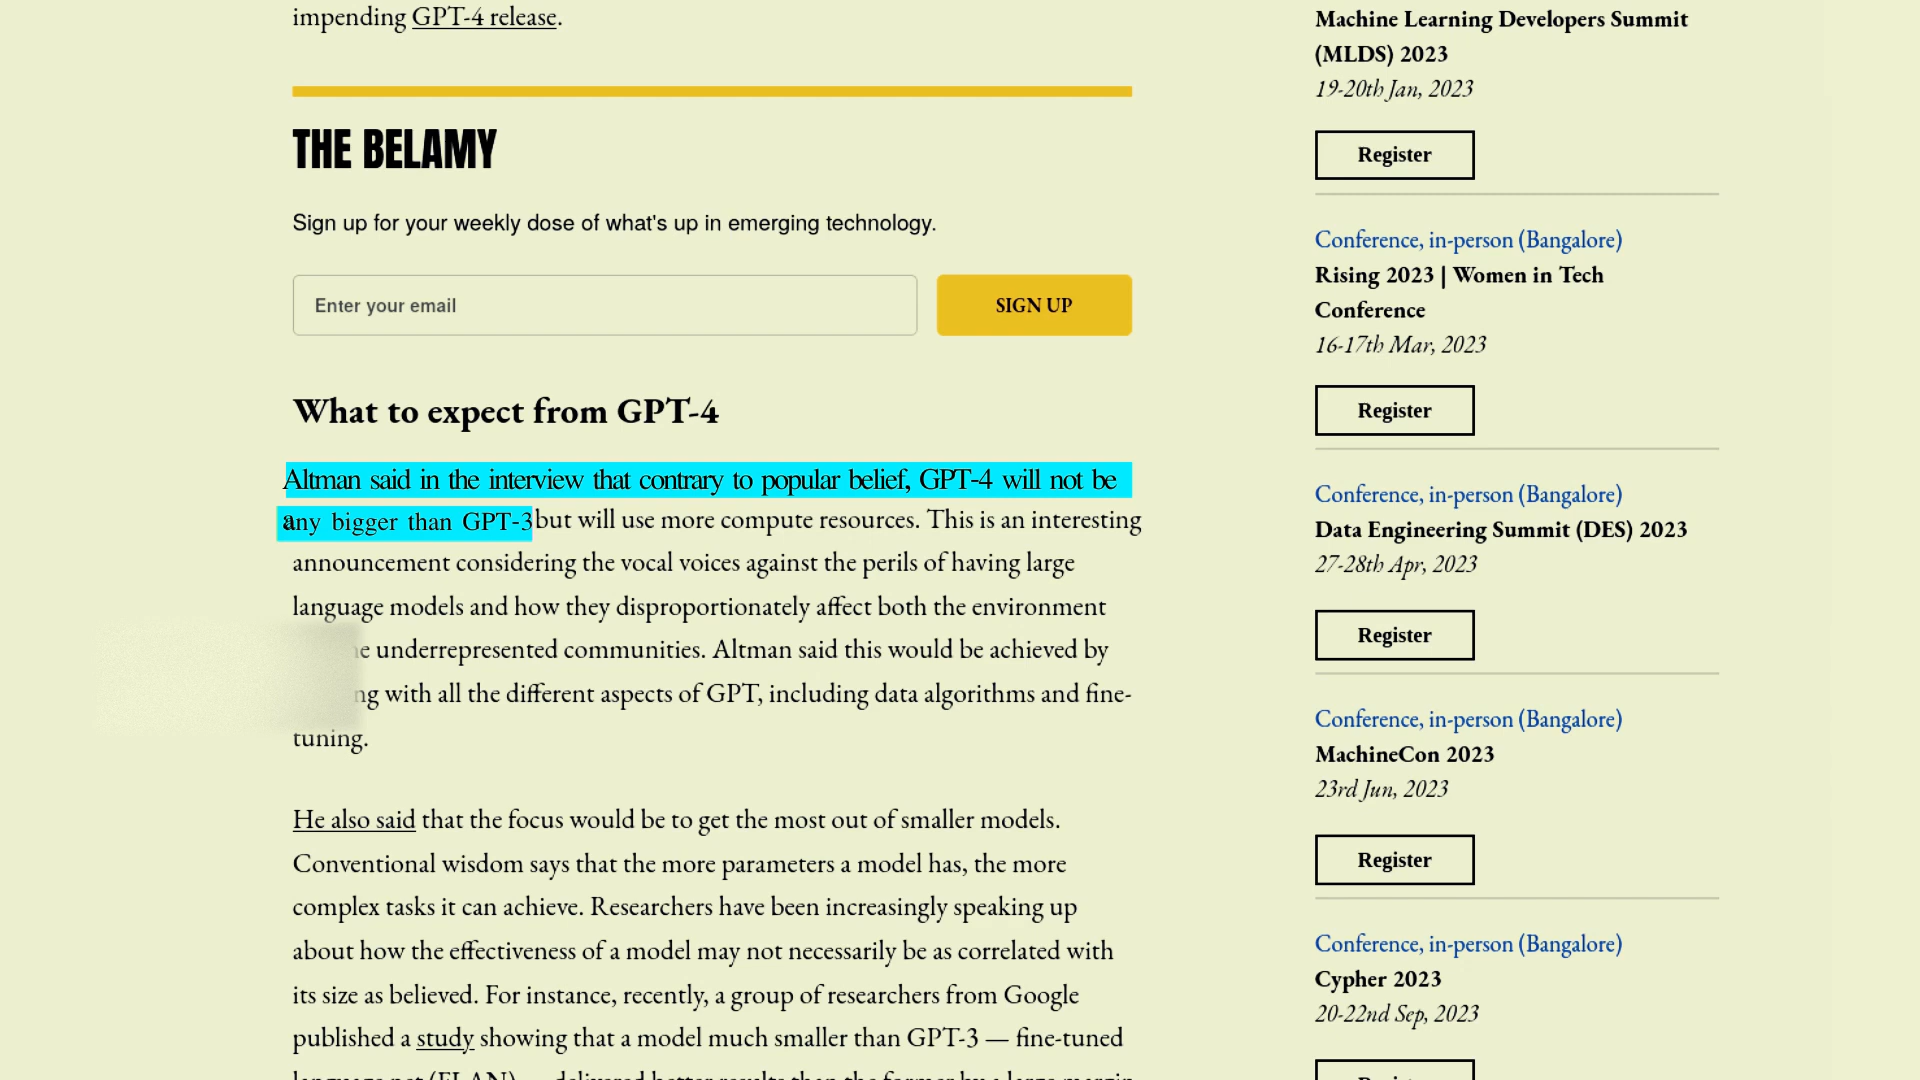 impending GPT-4 release.
THE BELAMY
Sign up for your weekly dose of what's up in emerging technology.
Enter your email
SIGN UP
What to expect from GPT-4
Altman said in the interview that contrary to popular belief, GPT-4 will not be
any bigger than GPT-3 but will use more compute resources. This is an interesting
announcement considering the vocal voices against the perils of having large
language models and how they disproportionately affect both the environment
underrepresented communities. Altman said this would be achieved by
with all the different aspects of GPT, including data algorithms and fine-
tuning.
He also said that the focus would be to get the most out of smaller models.
Conventional wisdom says that the more parameters a model has, the more
complex tasks it can achieve. Researchers have been increasingly speaking up
about how the effectiveness of a model may not necessarily be as correlated with
its size as believed. For instance, recently, a group of researchers from Google
published a study showing that a model much smaller than GPT-3 — fine-tuned
Machine Learning Developers Summit
(MLDS) 2023
19-20th Jan, 2023
Register
Conference, in-person (Bangalore)
Rising 2023 | Women in Tech
Conference
16-17th Mar, 2023
Register
Conference, in-person (Bangalore)
Data Engineering Summit (DES) 2023
27-28th Apr, 2023
Register
Conference, in-person (Bangalore)
MachineCon 2023
23rd Jun, 2023
Register
Conference, in-person (Bangalore)
Cypher 2023
20-22nd Sep, 2023